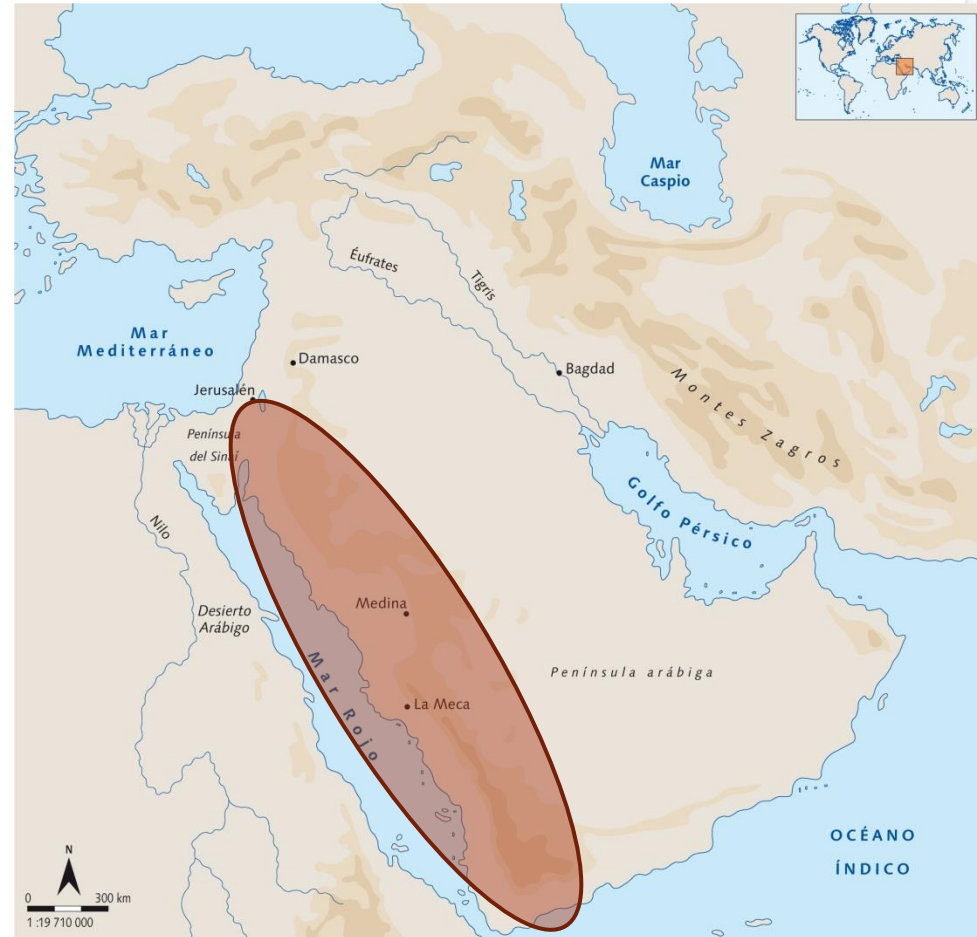 Mar
Caspio
Éufrates
Tigris
Mar
Mediterráneo
Damasco
Bagdad
Jerusalén
Montes Zagros
Península
del Sinaí
Golfo Pérsico
Nilo
Medina
Desierto
Arábigo
Mar Rojo
Península arábiga
La Meca
OCÉANO
ÍNDICO
N
0 300 km
1 :19 710 000